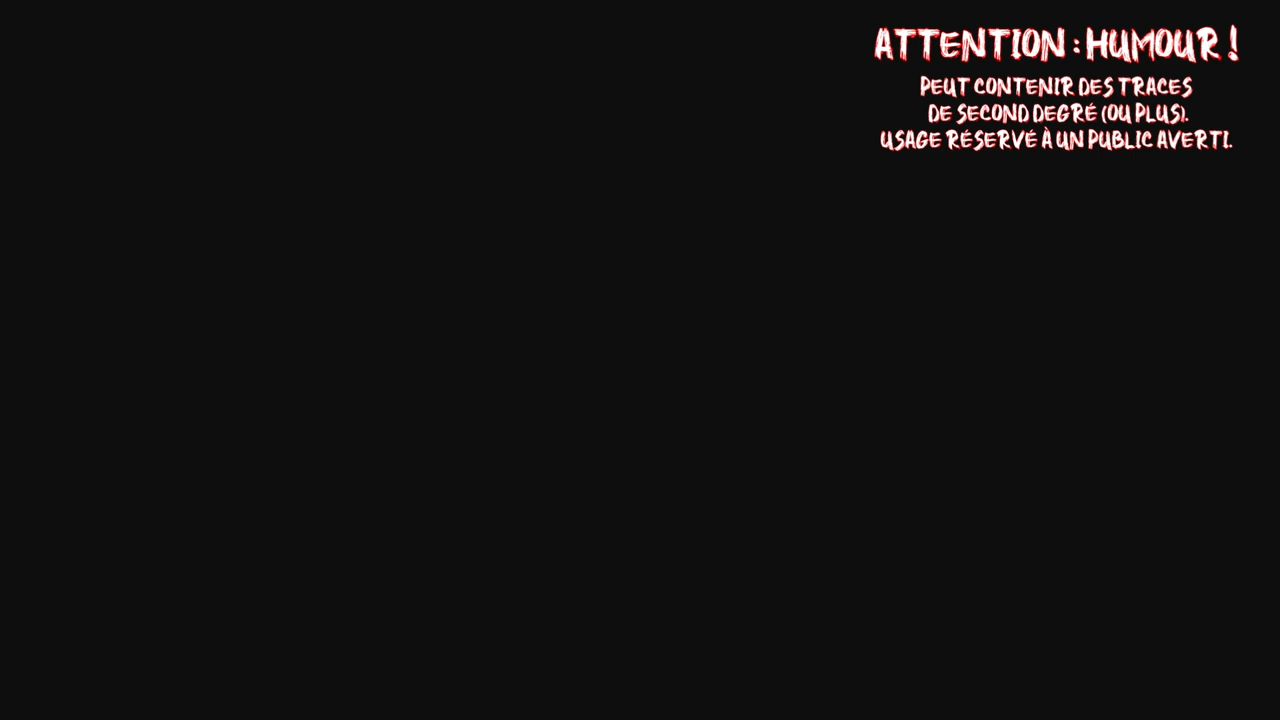 ATTENTION : HUMOUR !
PEUT CONTENIR DES TRACES
DE SECOND DEGRÉ (OU PLUS).
USAGE RÉSERVÉ À UN PUBLIC AVERTI.